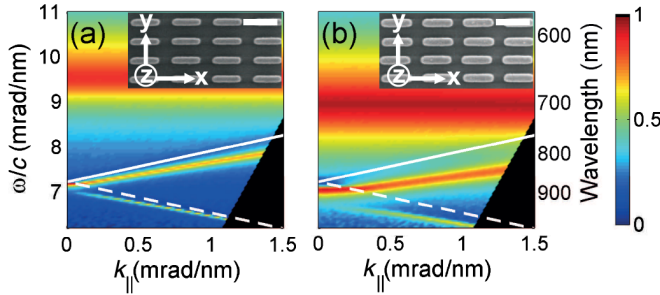 (a) y z x
(b) y z x
11
10
9
8
7
ω/c (mrad/nm)
0 0.5 1 1.5
k||(mrad/nm)
0 0.5 1 1.5
k||(mrad/nm)
600
700
800
900
Wavelength (nm)
1
0.5
0